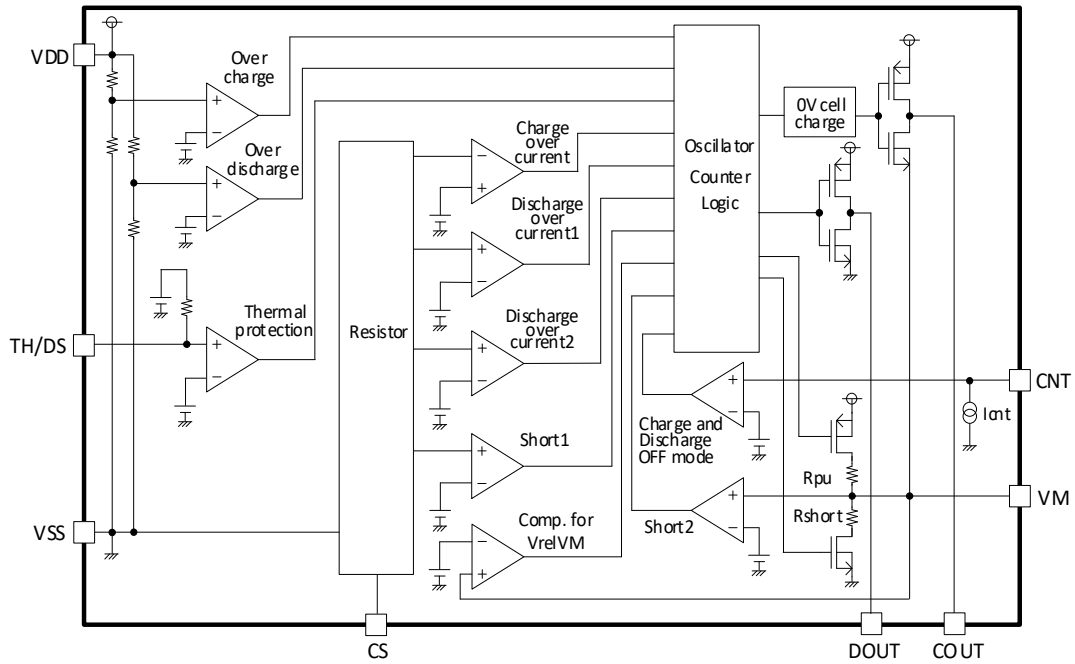 VDD
Over
charge
Over
discharge
TH/DS
Thermal
protection
VSS
Resistor
Charge
over
current
Discharge
over
current1
Discharge
over
current2
Short1
Comp. for
VrelVM
Oscillator
Counter
Logic
0V cell
charge
Charge and
Discharge
OFF mode
Short2
Rpu
Rshort
CNT
Icnt
VM
CS
DOUT
COUT